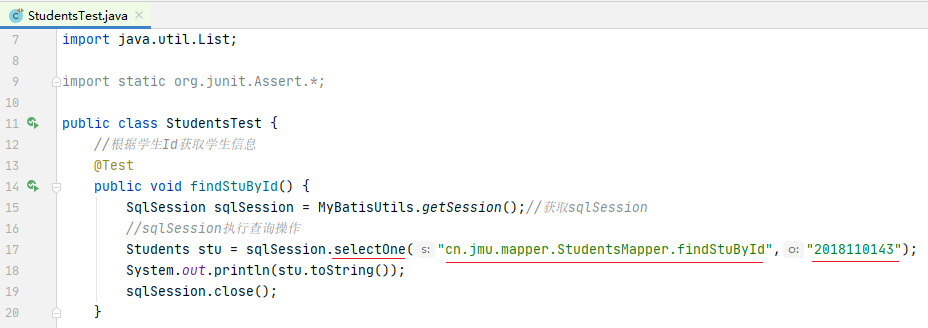 StudentsTest.java
7 import java.util.List;
8
9 import static org.junit.Assert.*;
10
11 public class StudentsTest {
12 //根据学生Id获取学生信息
13 @Test
14 public void findStuById() {
15 SqlSession sqlSession = MyBatisUtils.getSession();//获取sqlSession
16 //sqlSession执行查询操作
17 Students stu = sqlSession.selectOne( s: "cn.jmu.mapper.StudentsMapper.findStuById", o: "2018110143");
18 System.out.println(stu.toString());
19 sqlSession.close();
20 }